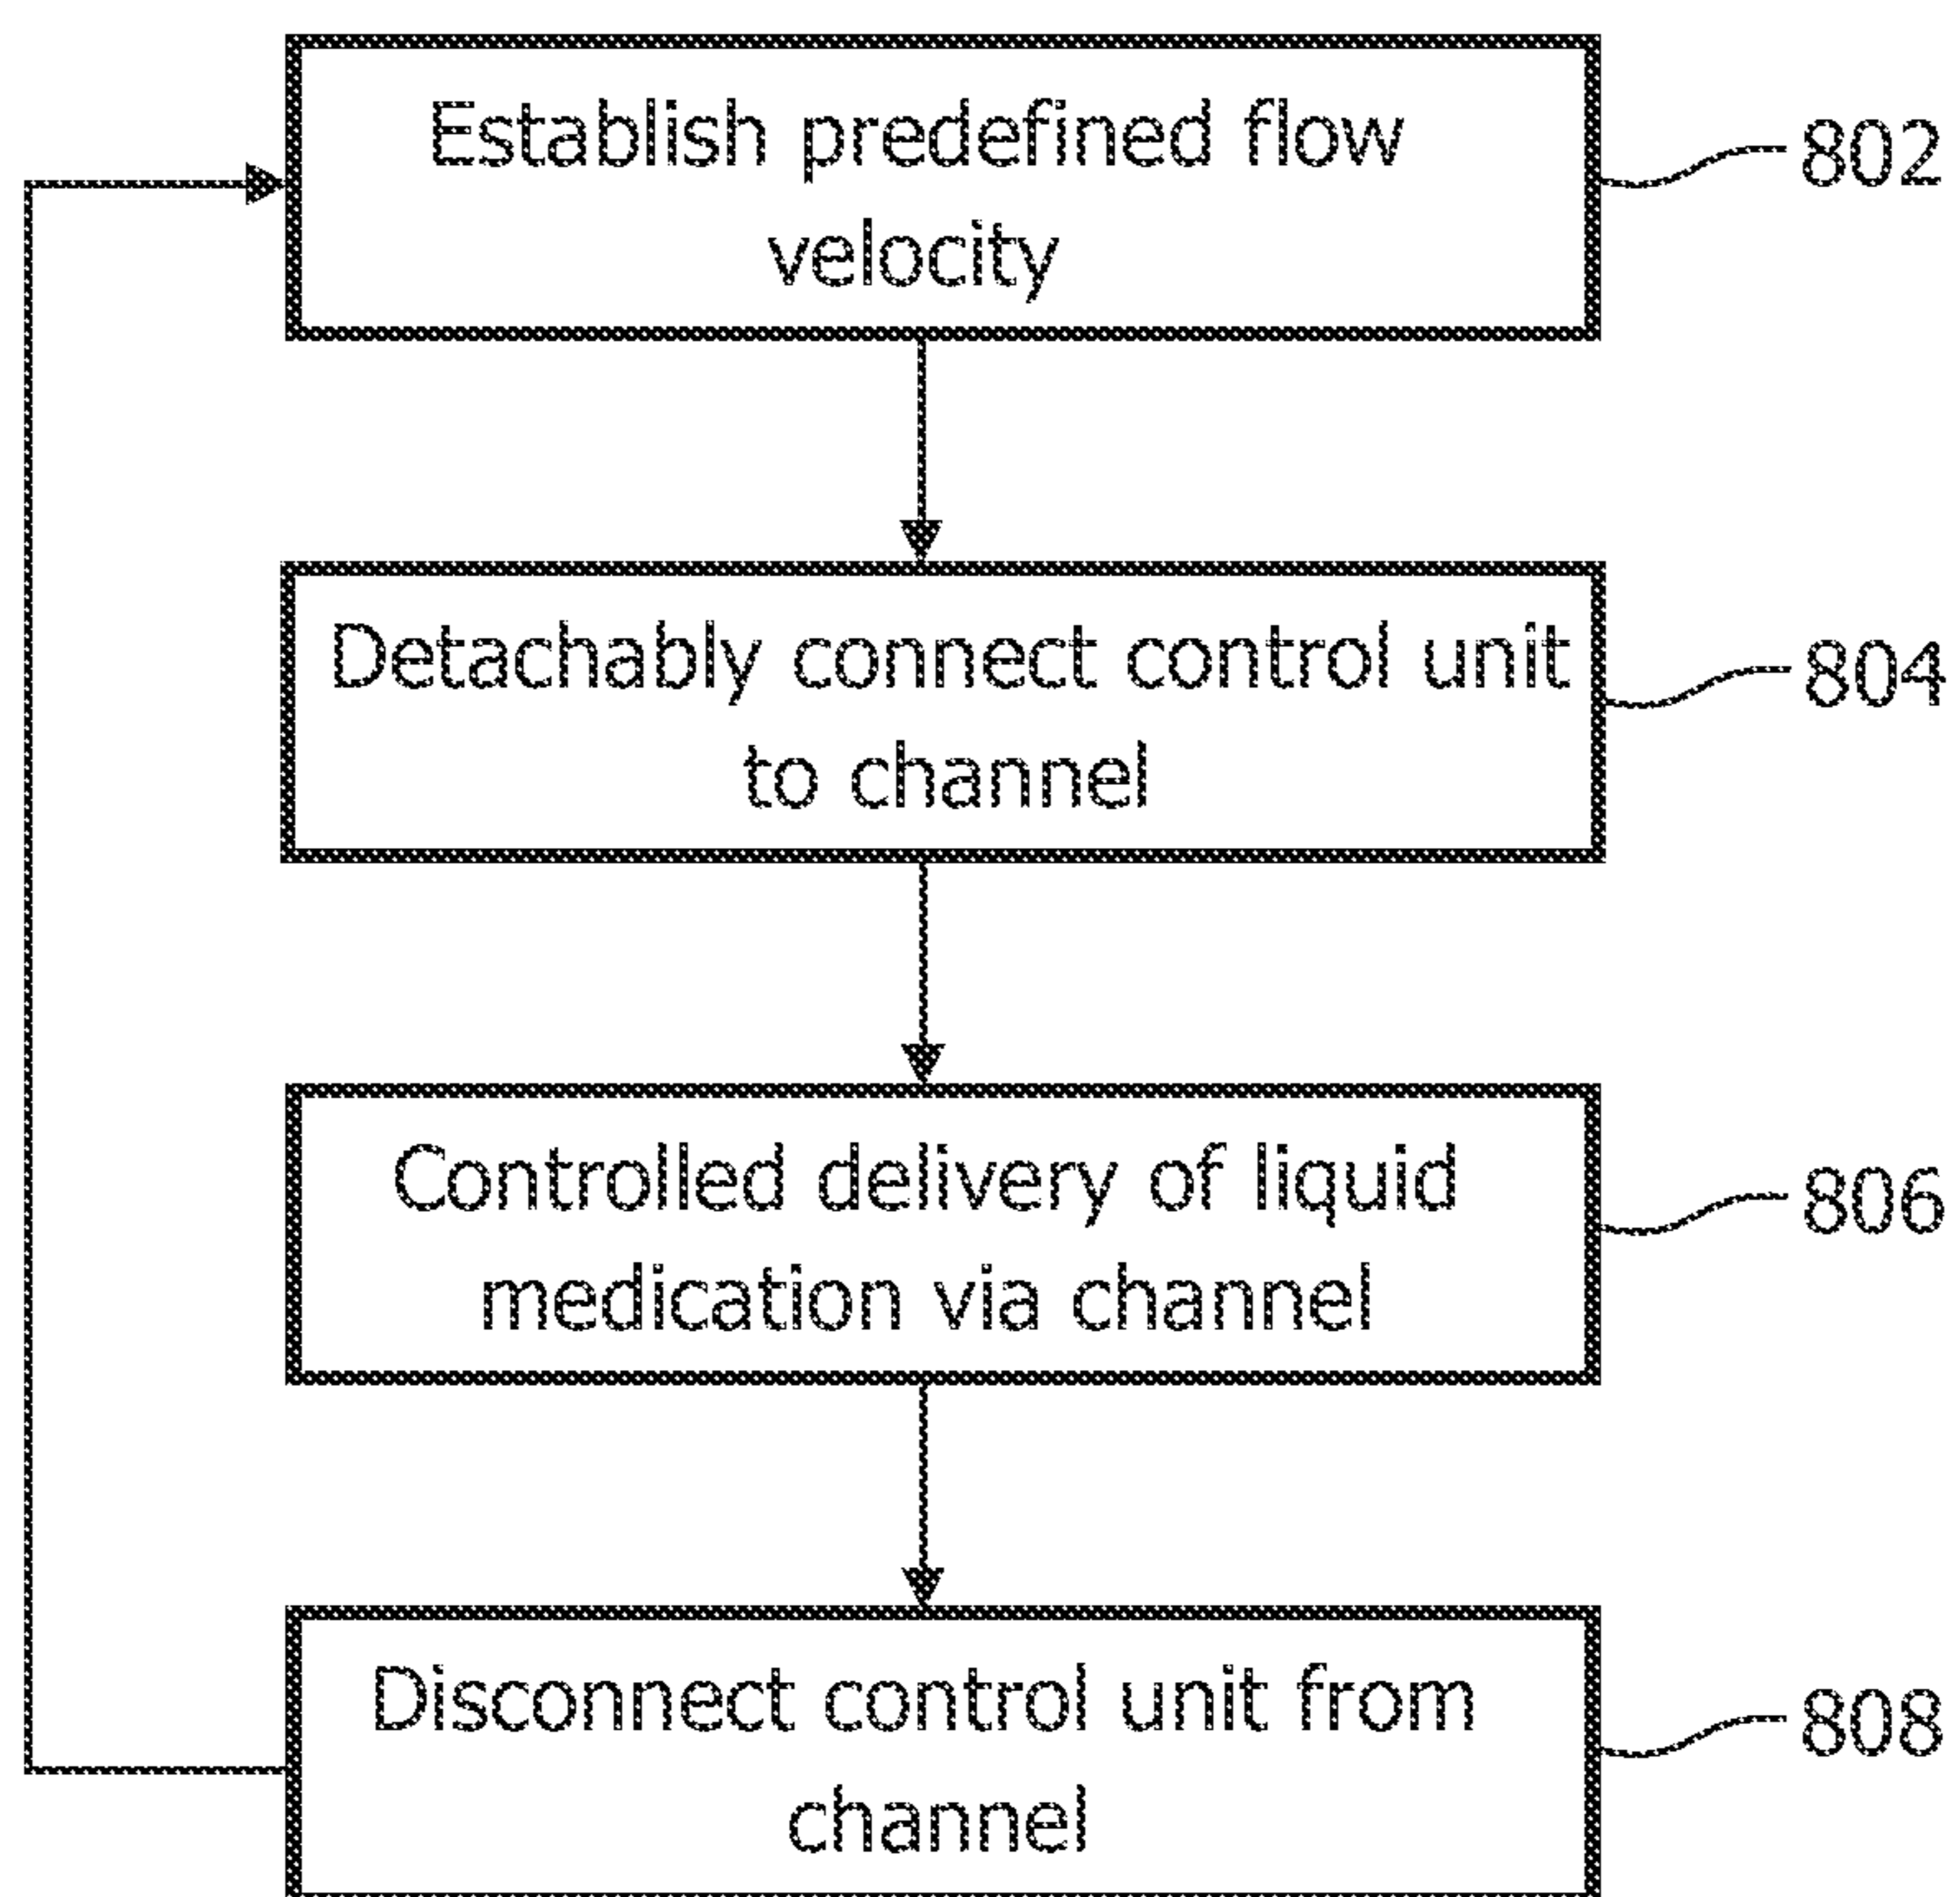 Establish predefined flow
velocity
802
Detachably connect control unit
to channel
804
Controlled delivery of liquid
medication via channel
806
Disconnect control unit from
channel
808